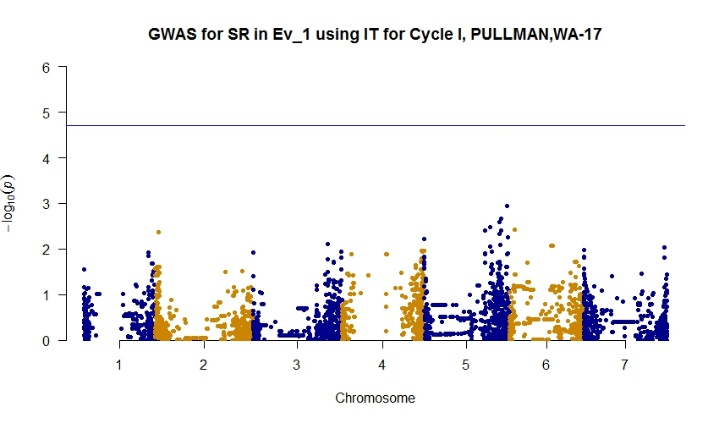 GWAS for SR in Ev_1 using IT for Cycle I, PULLMAN,WA-17
6
5
4
3
2
1
0
−log10(p)
1 2 3 4 5 6 7
Chromosome